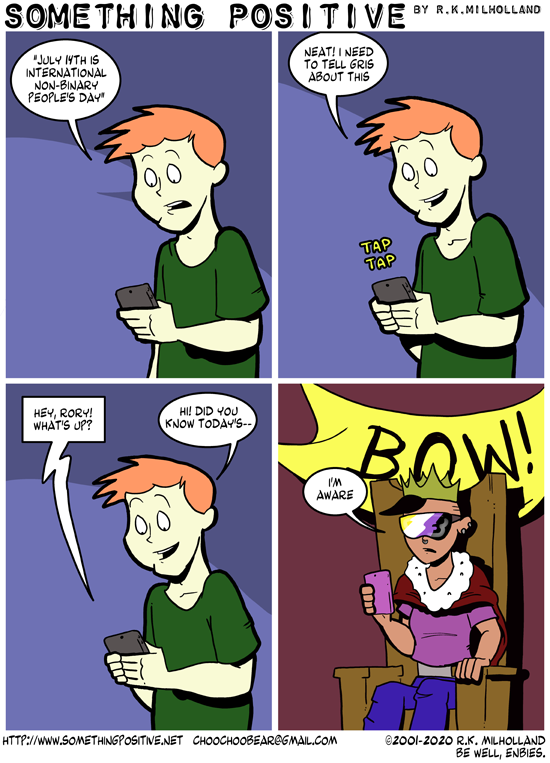 SOMETHING POSITIVE BY R.K.MILHOLLAND
"JULY 14TH IS
INTERNATIONAL
NON-BINARY
PEOPLE'S DAY"
NEAT! I NEED
TO TELL GRIS
ABOUT THIS
TAP
TAP
HEY, RORY!
WHAT'S UP?
HI! DID YOU
KNOW TODAY'S--
BOW!
I'M
AWARE
HTTP://WWW.SOMETHINGPOSITIVE.NET CHOOCHOOBEAR@GMAIL.COM
©2001-2020 R.K. MILHOLLAND
BE WELL, ENBIES.